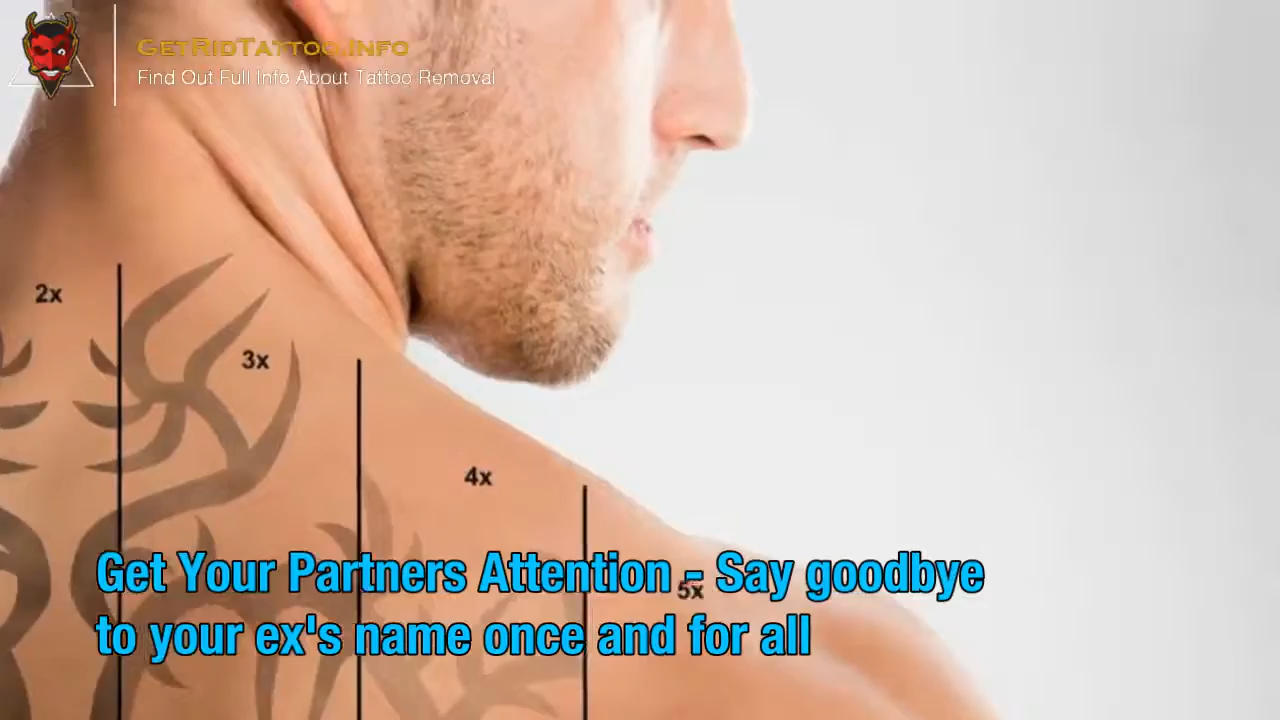 GetRidTattoo.Info
Find Out Full Info About Tattoo Removal
2x
3x
4x
5x
Get Your Partners Attention - Say goodbye
to your ex's name once and for all